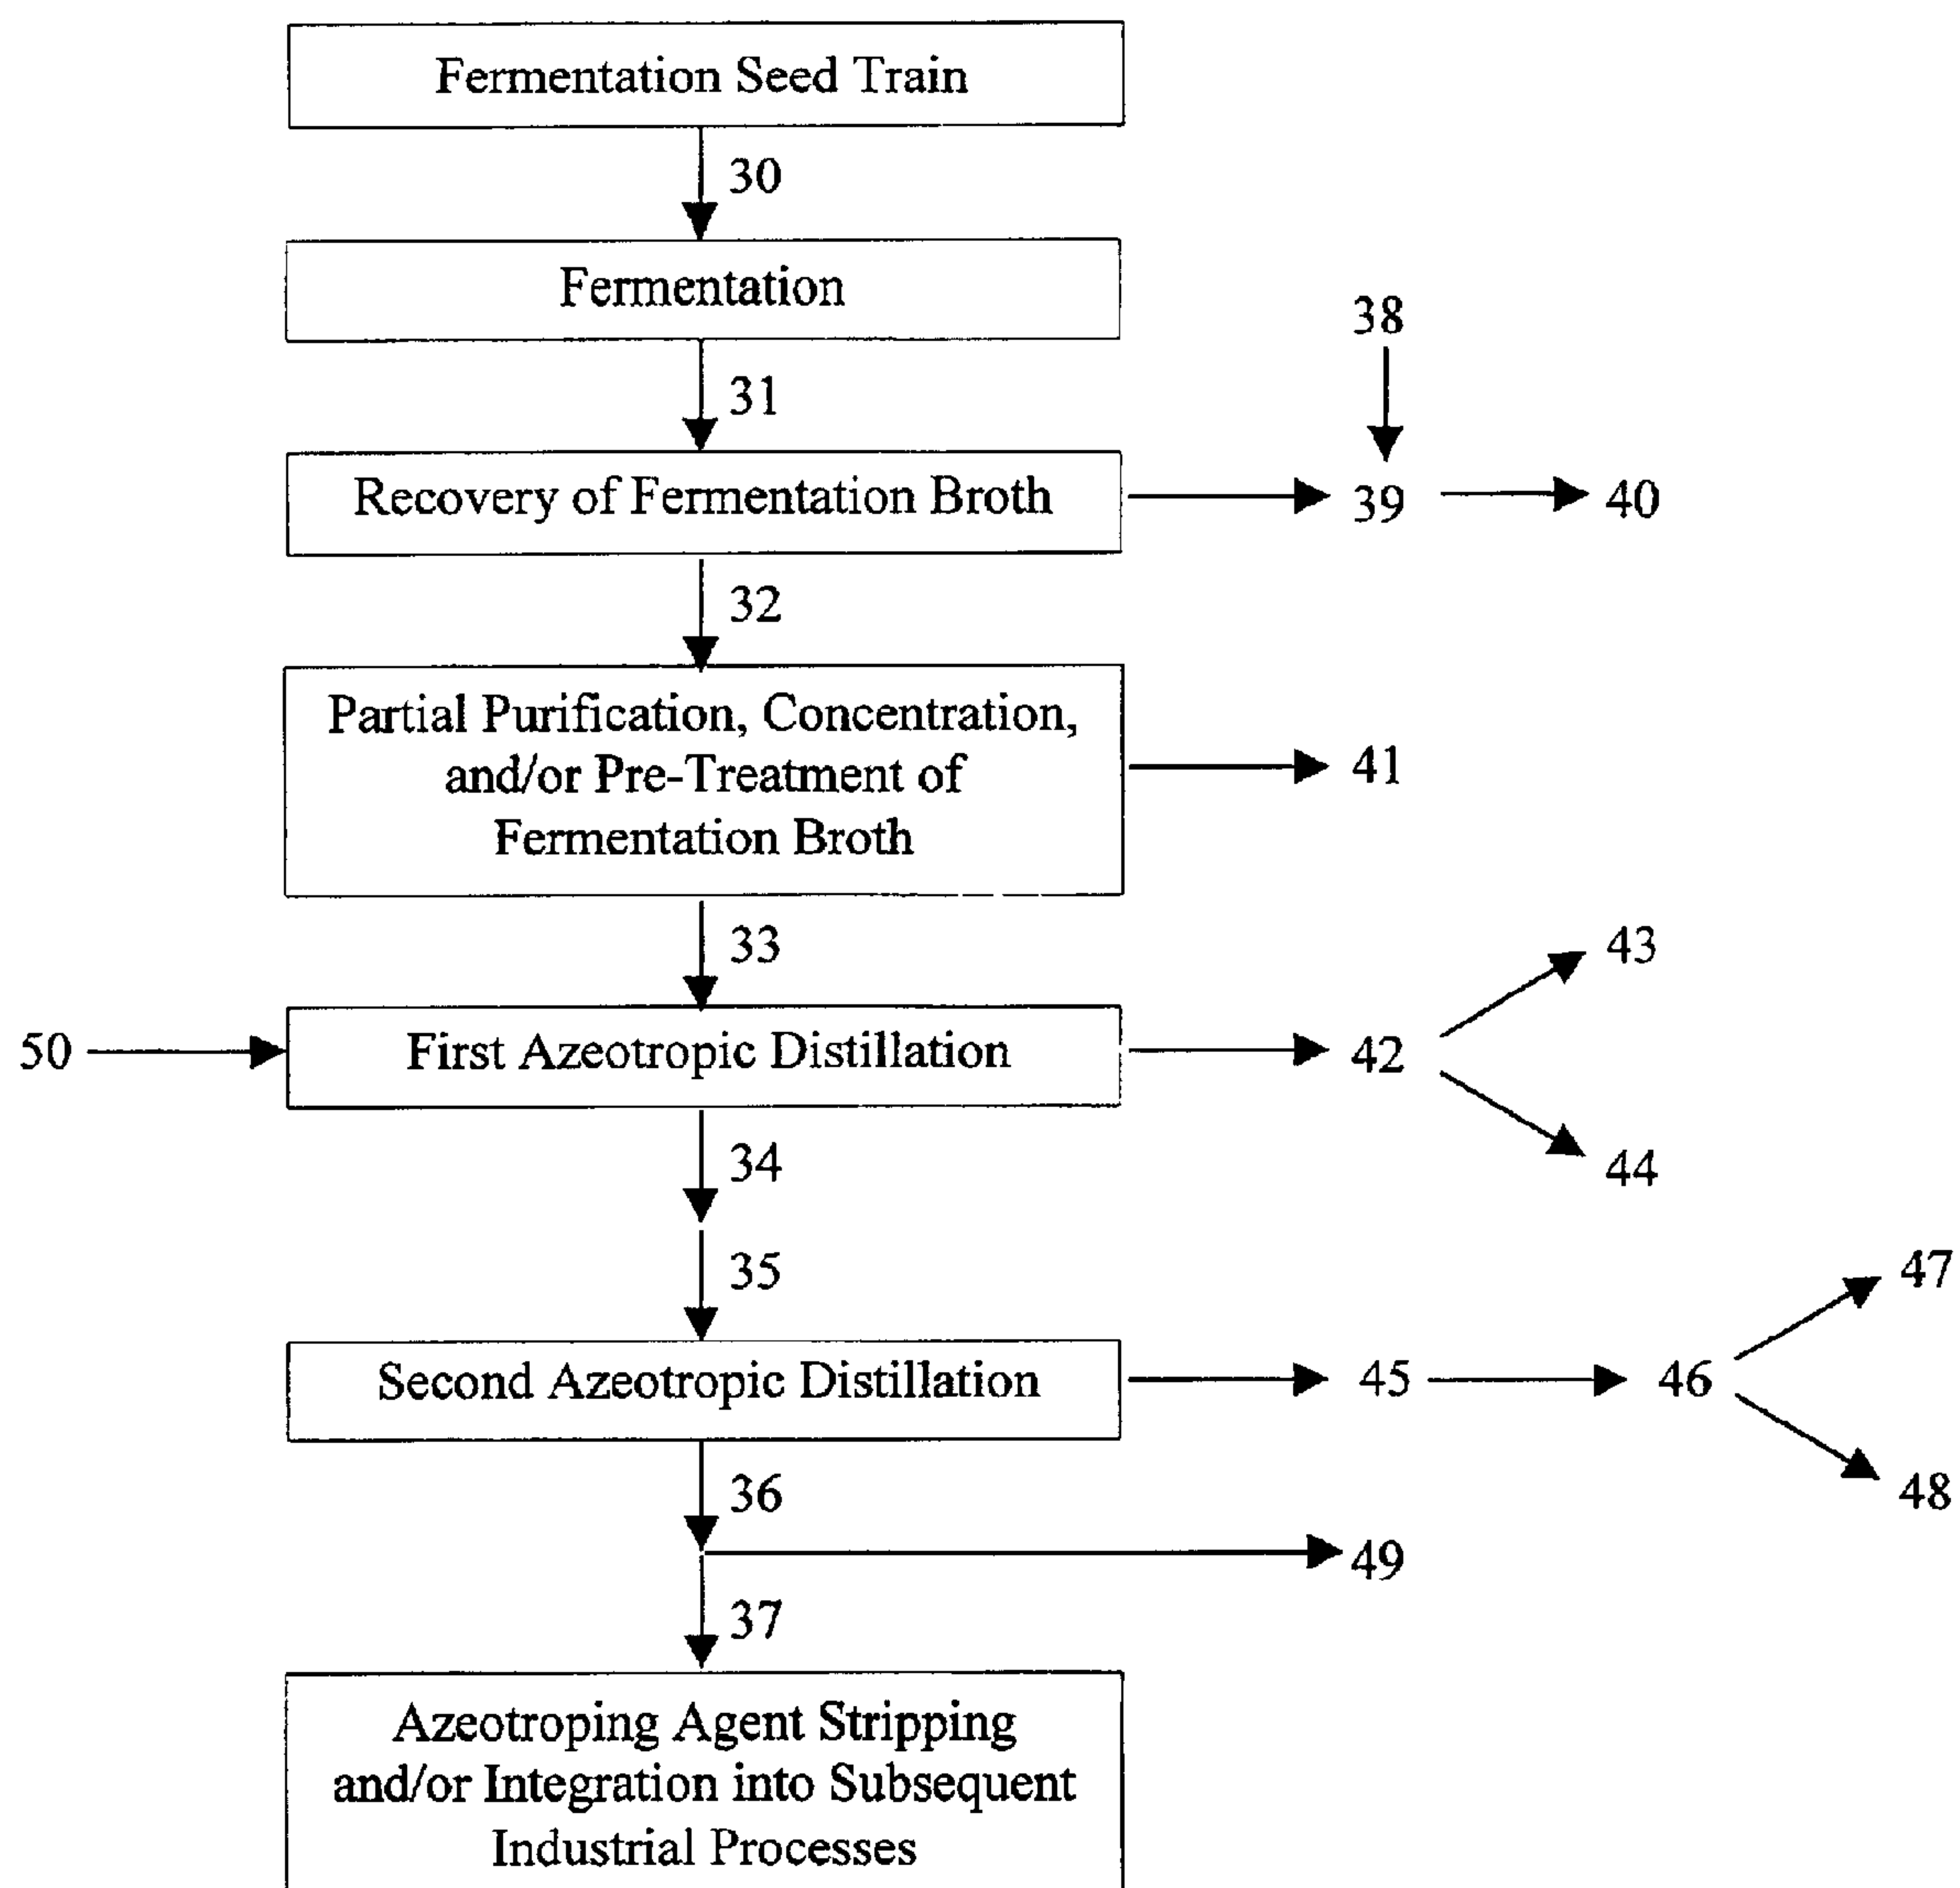 Fermentation Seed Train
30
Fermentation
38
31
Recovery of Fermentation Broth
39
40
32
Partial Purification, Concentration,
and/or Pre-Treatment of
Fermentation Broth
41
33
43
50
First Azeotropic Distillation
42
34
44
35
47
Second Azeotropic Distillation
45
46
36
48
49
37
Azeotroping Agent Stripping
and/or Integration into Subsequent
Industrial Processes